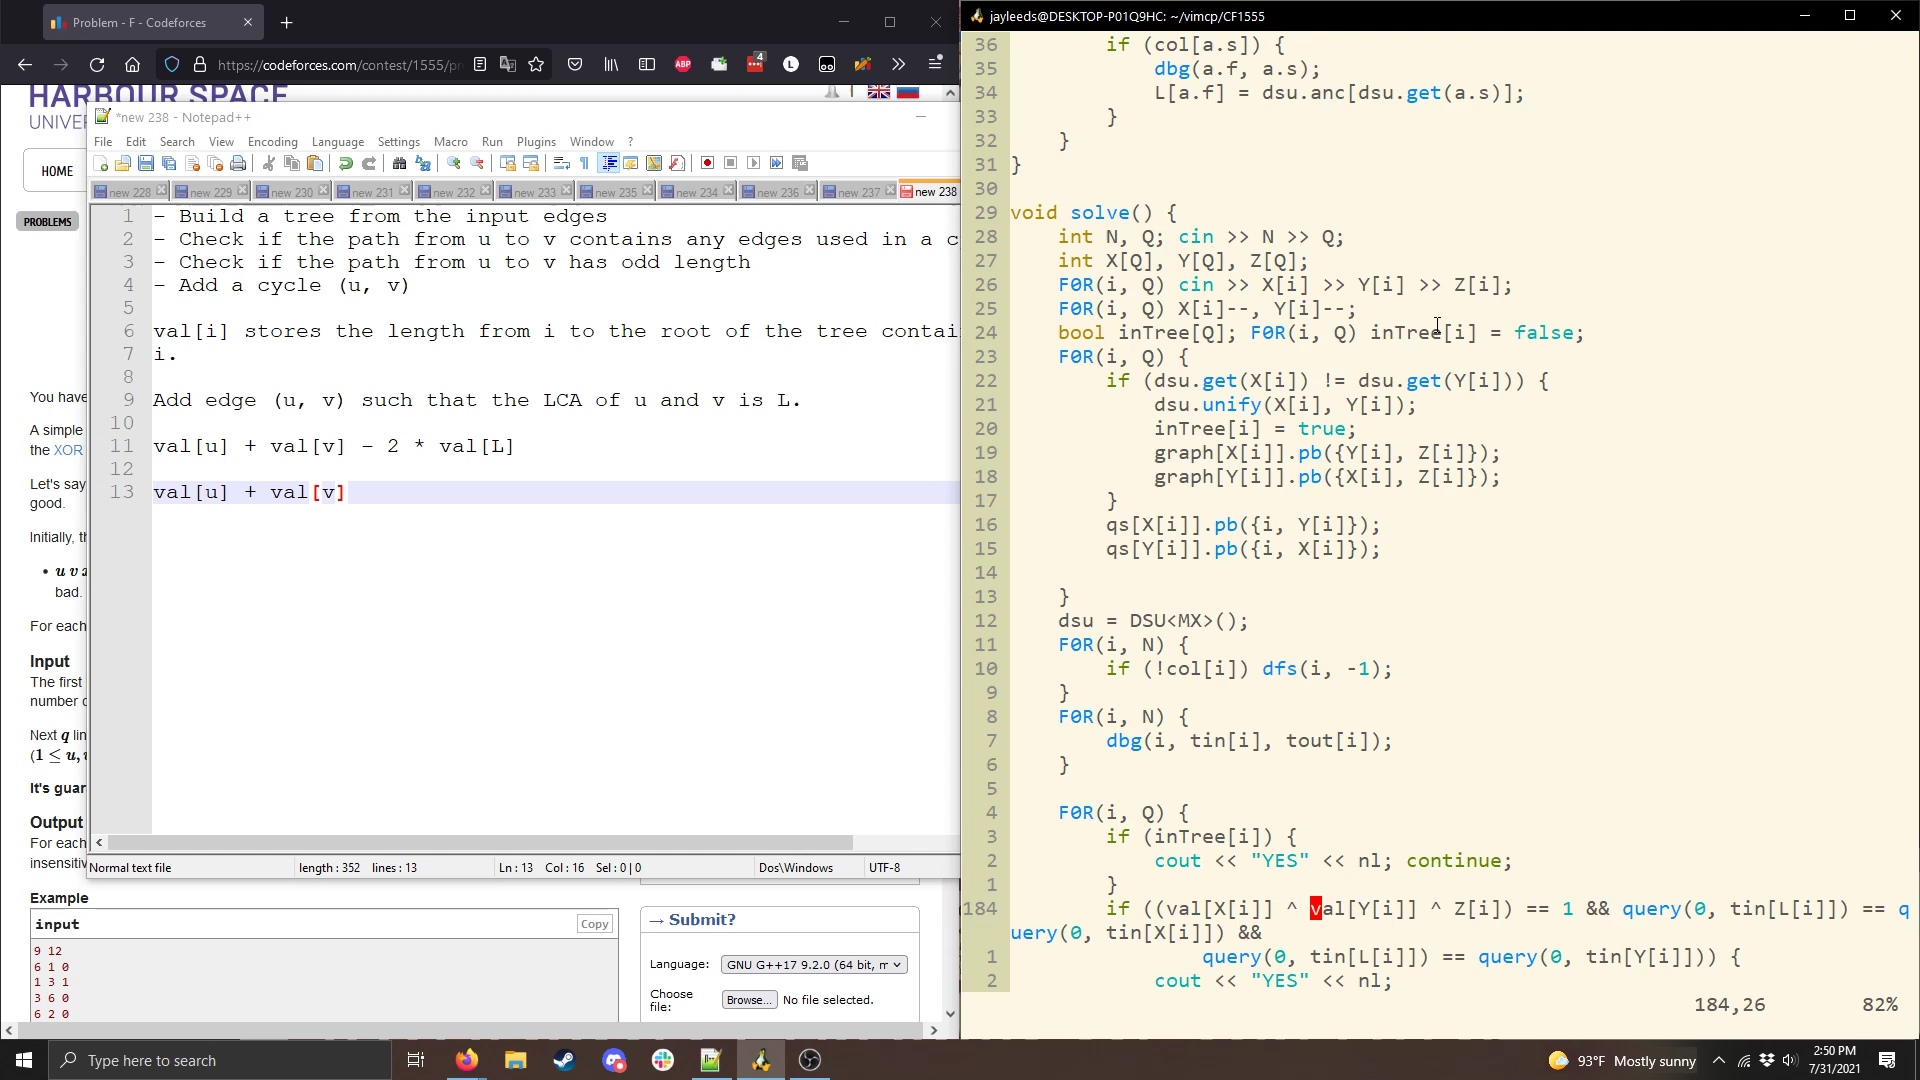 Problem - F - Codeforces
jayleeds@DESKTOP-P01Q9HC: ~/vimcp/CF1555
https://codeforces.com/contest/1555/pr
ABP
4
L
HARBOUR SPACE
UNIV
*new 238 - Notepad++
File Edit Search View Encoding Language Settings Macro Run Plugins Window ?
HOME
PROBLEMS
new 228 new 229 new 230 new 231 new 232 new 233 new 235 new 234 new 236 new 237 new 238
1 - Build a tree from the input edges
2 - Check if the path from u to v contains any edges used in a c
3 - Check if the path from u to v has odd length
4 - Add a cycle (u, v)
5
6 val[i] stores the length from i to the root of the tree contai
7 i.
8
9 Add edge (u, v) such that the LCA of u and v is L.
10
11 val[u] + val[v] - 2 * val[L]
12
13 val[u] + val[v]
You have
A simple
the XOR
Let's say
good.
Initially, th
• u v x
bad.
For each
Input
The first
number o
Next q lin
(1 ≤ u, v
It's guar
Output
For each
insensitiv
Normal text file length : 352 lines : 13 Ln : 13 Col : 16 Sel : 0 | 0 Dos\Windows UTF-8
Example
input
Copy
9 12
6 1 0
1 3 1
3 6 0
6 2 0
→ Submit?
Language: GNU G++17 9.2.0 (64 bit, m
Choose file: Browse... No file selected.
36 if (col[a.s]) {
35 dbg(a.f, a.s);
34 L[a.f] = dsu.anc[dsu.get(a.s)];
33 }
32 }
31 }
30
29 void solve() {
28 int N, Q; cin >> N >> Q;
27 int X[Q], Y[Q], Z[Q];
26 F0R(i, Q) cin >> X[i] >> Y[i] >> Z[i];
25 F0R(i, Q) X[i]--, Y[i]--;
24 bool inTree[Q]; F0R(i, Q) inTree[i] = false;
23 F0R(i, Q) {
22 if (dsu.get(X[i]) != dsu.get(Y[i])) {
21 dsu.unify(X[i], Y[i]);
20 inTree[i] = true;
19 graph[X[i]].pb({Y[i], Z[i]});
18 graph[Y[i]].pb({X[i], Z[i]});
17 }
16 qs[X[i]].pb({i, Y[i]});
15 qs[Y[i]].pb({i, X[i]});
14
13 }
12 dsu = DSU<MX>();
11 F0R(i, N) {
10 if (!col[i]) dfs(i, -1);
9 }
8 F0R(i, N) {
7 dbg(i, tin[i], tout[i]);
6 }
5
4 F0R(i, Q) {
3 if (inTree[i]) {
2 cout << "YES" << nl; continue;
1 }
184 if ((val[X[i]] ^ val[Y[i]] ^ Z[i]) == 1 && query(0, tin[L[i]]) == q
uery(0, tin[X[i]]) &&
1 query(0, tin[L[i]]) == query(0, tin[Y[i]])) {
2 cout << "YES" << nl;
184,26 82%
Type here to search
93°F Mostly sunny
2:50 PM
7/31/2021